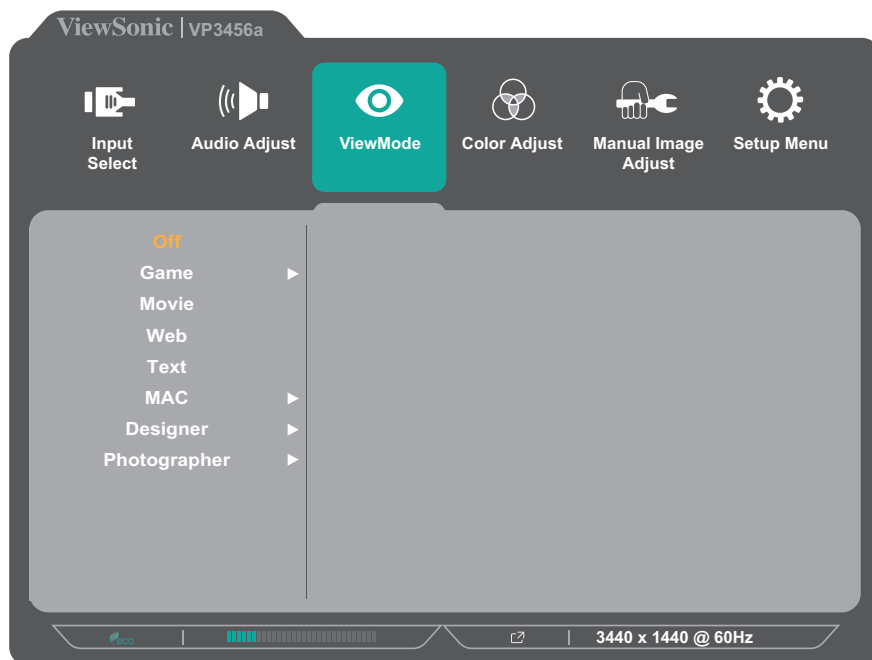 ViewSonic | VP3456a
Input
Select
Audio Adjust
ViewMode
Color Adjust
Manual Image
Adjust
Setup Menu
Off
Game
Movie
Web
Text
MAC
Designer
Photographer
eco
3440 x 1440 @ 60Hz